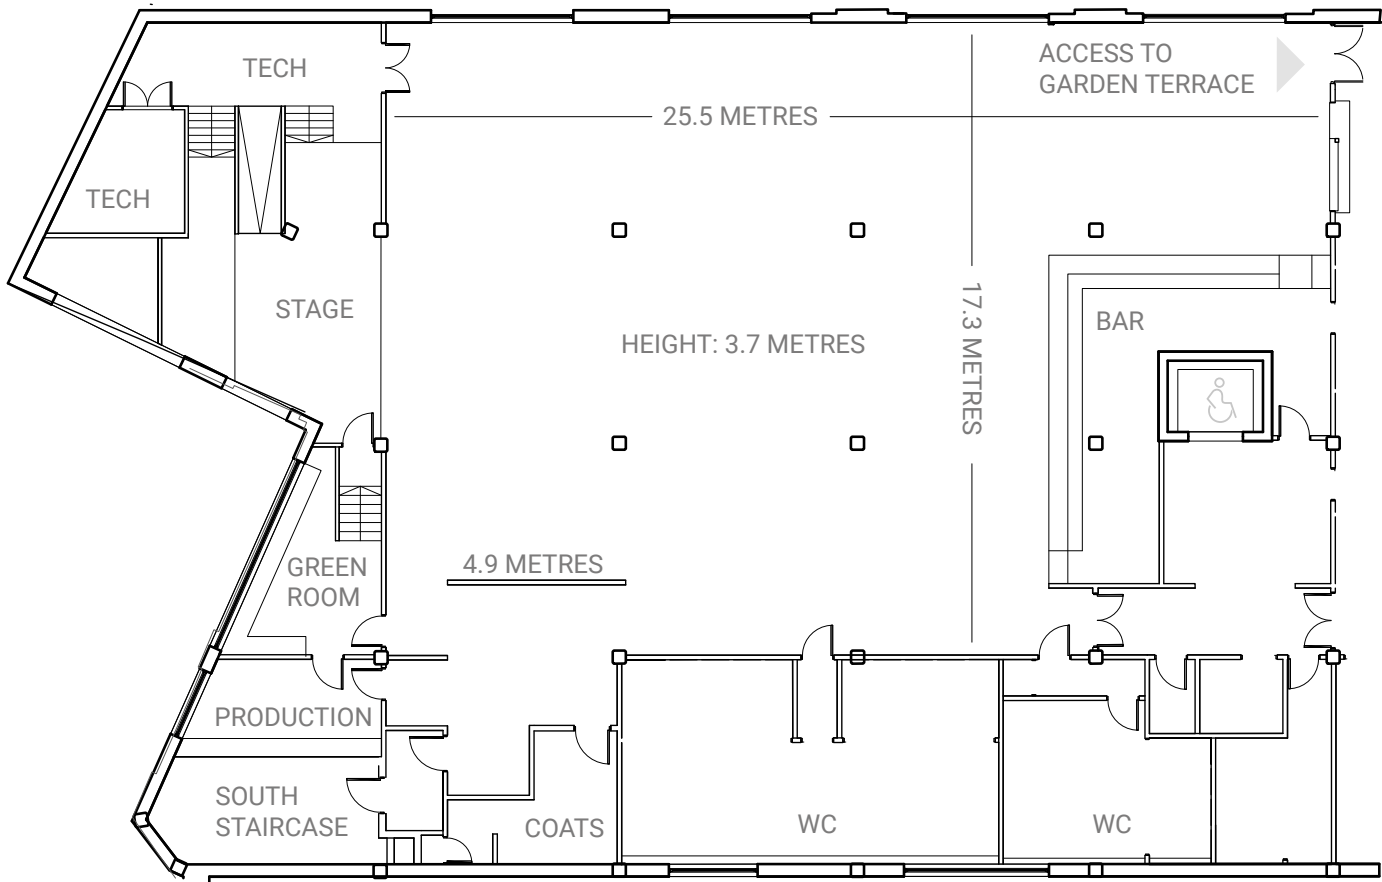 TECH
ACCESS TO
GARDEN TERRACE
25.5 METRES
TECH
STAGE
17.3 METRES
BAR
HEIGHT: 3.7 METRES
4.9 METRES
GREEN
ROOM
PRODUCTION
SOUTH
STAIRCASE
COATS
WC
WC